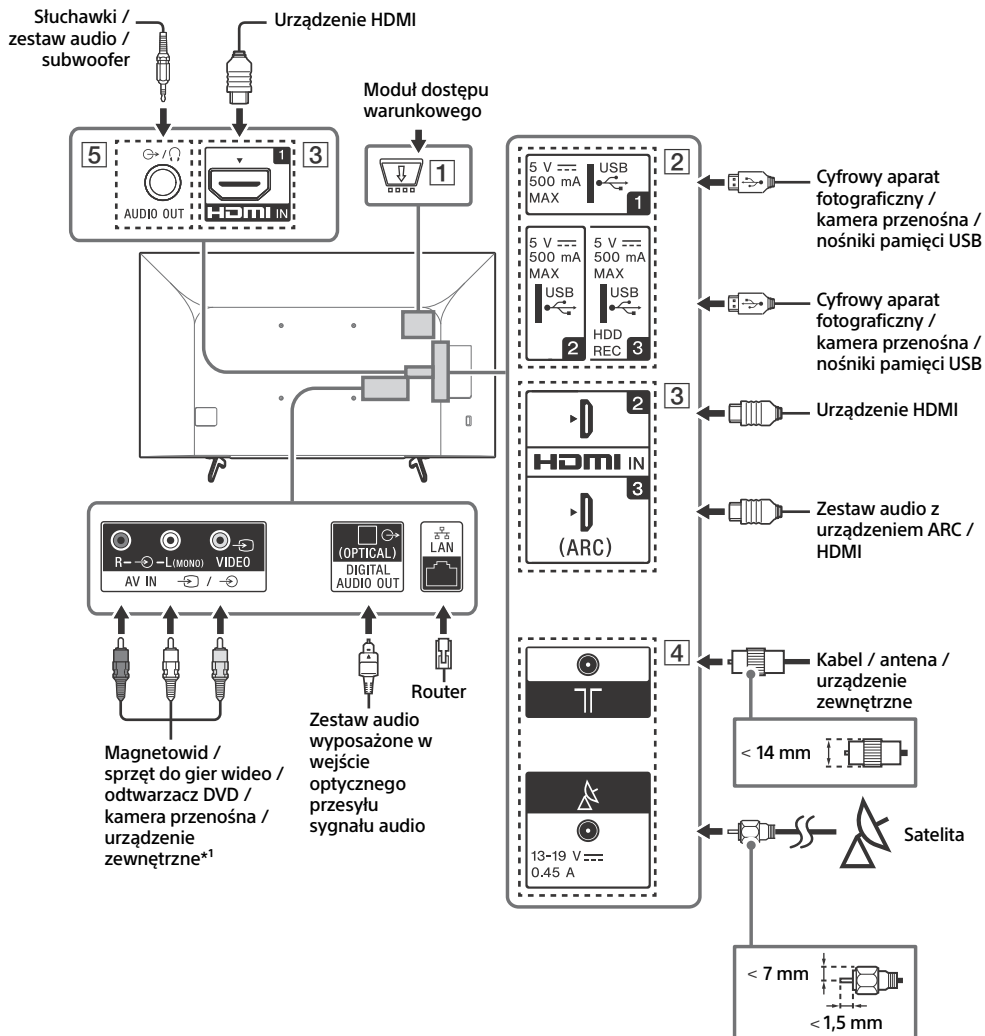 Słuchawki /
zestaw audio /
subwoofer
Urządzenie HDMI
Moduł dostępu
warunkowego
5
AUDIO OUT
1
HDMI IN
3
1
2
5 V
500 mA
MAX
USB
1
5 V
500 mA
MAX
USB
2
5 V
500 mA
MAX
USB
HDD
REC 3
Cyfrowy aparat
fotograficzny /
kamera przenośna /
nośniki pamięci USB
Cyfrowy aparat
fotograficzny /
kamera przenośna /
nośniki pamięci USB
3
2
HDMI IN
3
(ARC)
Urządzenie HDMI
Zestaw audio z
urządzeniem ARC /
HDMI
R- -L(MONO) VIDEO
AV IN /
(OPTICAL)
DIGITAL
AUDIO OUT
LAN
Router
Magnetowid /
sprzęt do gier wideo /
odtwarzacz DVD /
kamera przenośna /
urządzenie
zewnętrzne*1
Zestaw audio
wyposażone w
wejście
optycznego
przesyłu
sygnału audio
4
Kabel / antena /
urządzenie
zewnętrzne
< 14 mm
13-19 V
0.45 A
Satelita
< 7 mm
< 1,5 mm